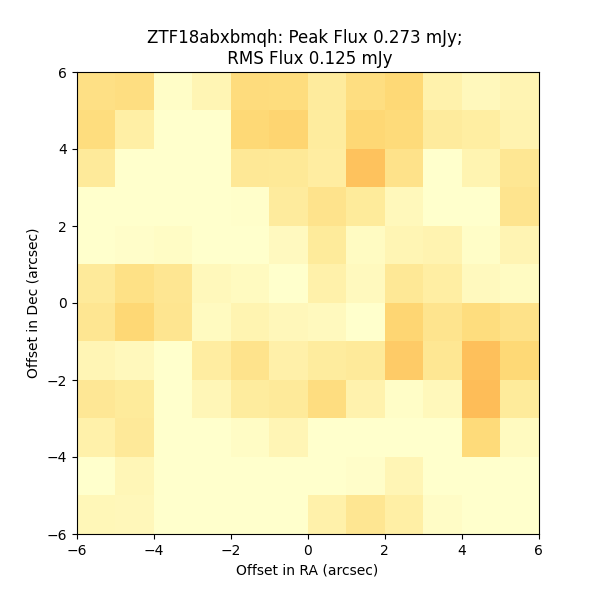 ZTF18abxbmqh: Peak Flux 0.273 mJy;
RMS Flux 0.125 mJy
6
4
2
0
−2
−4
−6
Offset in Dec (arcsec)
−6 −4 −2 0 2 4 6
Offset in RA (arcsec)